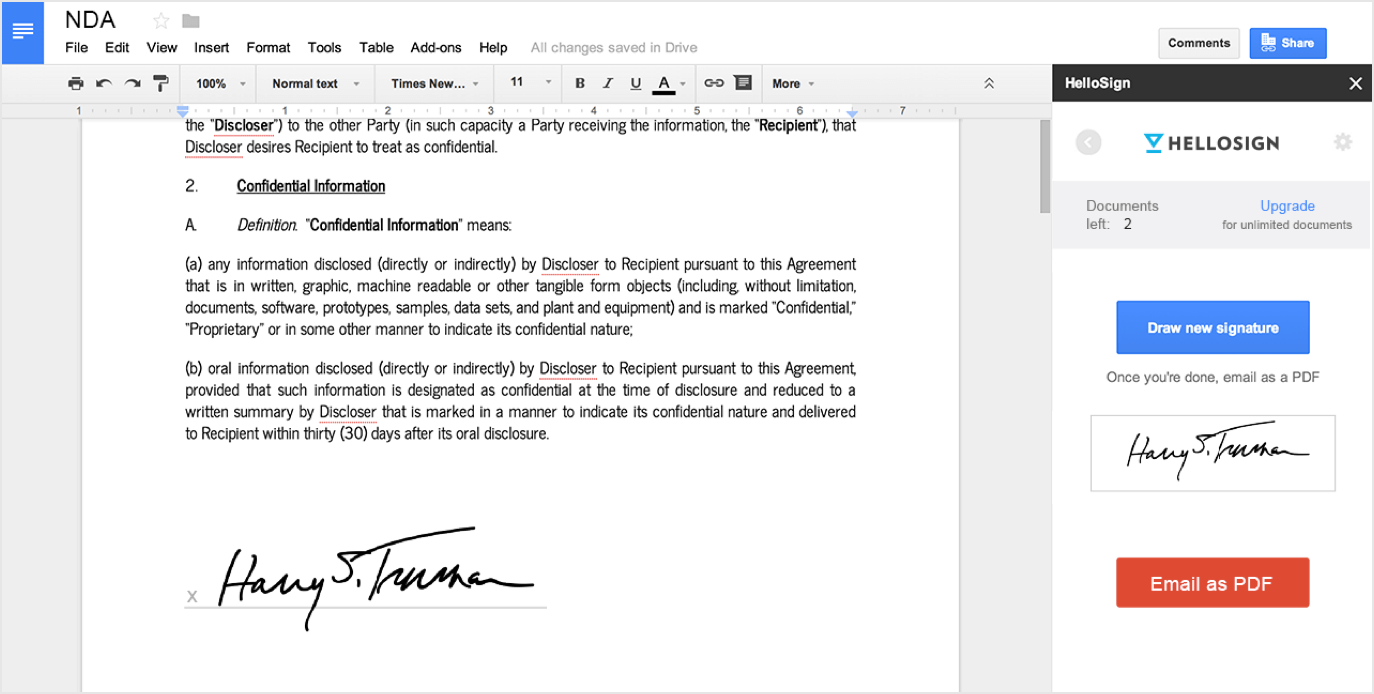 NDA
File Edit View Insert Format Tools Table Add-ons Help All changes saved in Drive
Comments
Share
100% Normal text Times New... 11 B I U A More
HelloSign
1 1 2 3 4 5 6 7
the "Discloser") to the other Party (in such capacity a Party receiving the information, the "Recipient"), that
Discloser desires Recipient to treat as confidential.
2. Confidential Information
A. Definition. "Confidential Information" means:
(a) any information disclosed (directly or indirectly) by Discloser to Recipient pursuant to this Agreement
that is in written, graphic, machine readable or other tangible form objects (including, without limitation,
documents, software, prototypes, samples, data sets, and plant and equipment) and is marked "Confidential,"
"Proprietary" or in some other manner to indicate its confidential nature;
(b) oral information disclosed (directly or indirectly) by Discloser to Recipient pursuant to this Agreement,
provided that such information is designated as confidential at the time of disclosure and reduced to a
written summary by Discloser that is marked in a manner to indicate its confidential nature and delivered
to Recipient within thirty (30) days after its oral disclosure.
X Harry S. Truman
HELLOSIGN
Documents
left: 2
Upgrade
for unlimited documents
Draw new signature
Once you're done, email as a PDF
Harry S. Truman
Email as PDF